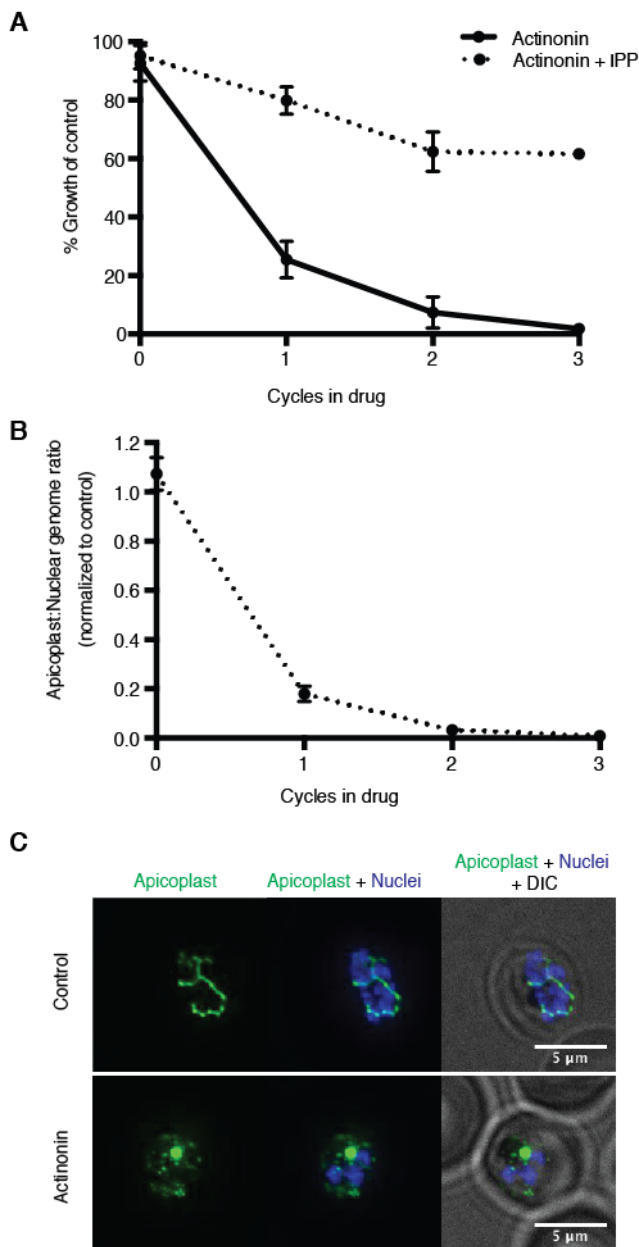 A
100
80
60
40
20
0
% Growth of control
Actinonin
Actinonin + IPP
0 1 2 3
Cycles in drug
B
1.2
1.0
0.8
0.6
0.4
0.2
0.0
Apicoplast:Nuclear genome ratio
(normalized to control)
0 1 2 3
Cycles in drug
C
Apicoplast
Apicoplast + Nuclei
Apicoplast + Nuclei
+ DIC
Control
5 µm
Actinonin
5 µm